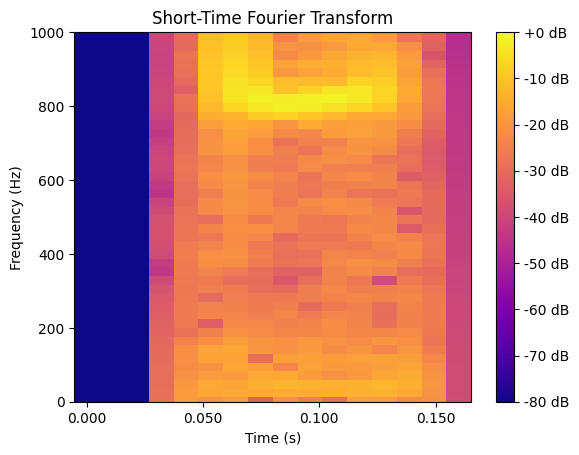 Short-Time Fourier Transform
1000
800
600
400
200
0
Frequency (Hz)
0.000
0.050
0.100
0.150
Time (s)
+0 dB
-10 dB
-20 dB
-30 dB
-40 dB
-50 dB
-60 dB
-70 dB
-80 dB